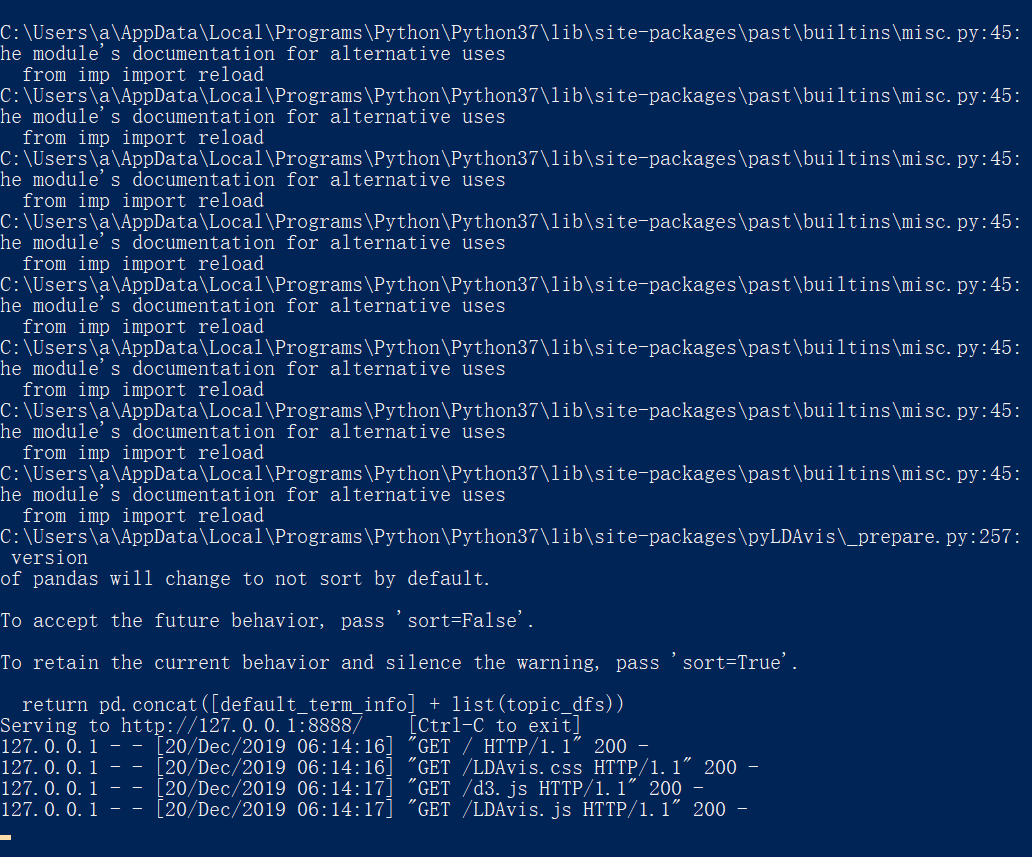 C:\Users\a\AppData\Local\Programs\Python\Python37\lib\site-packages\past\builtins\misc.py:45:
he module's documentation for alternative uses
  from imp import reload
C:\Users\a\AppData\Local\Programs\Python\Python37\lib\site-packages\past\builtins\misc.py:45:
he module's documentation for alternative uses
  from imp import reload
C:\Users\a\AppData\Local\Programs\Python\Python37\lib\site-packages\past\builtins\misc.py:45:
he module's documentation for alternative uses
  from imp import reload
C:\Users\a\AppData\Local\Programs\Python\Python37\lib\site-packages\past\builtins\misc.py:45:
he module's documentation for alternative uses
  from imp import reload
C:\Users\a\AppData\Local\Programs\Python\Python37\lib\site-packages\past\builtins\misc.py:45:
he module's documentation for alternative uses
  from imp import reload
C:\Users\a\AppData\Local\Programs\Python\Python37\lib\site-packages\past\builtins\misc.py:45:
he module's documentation for alternative uses
  from imp import reload
C:\Users\a\AppData\Local\Programs\Python\Python37\lib\site-packages\past\builtins\misc.py:45:
he module's documentation for alternative uses
  from imp import reload
C:\Users\a\AppData\Local\Programs\Python\Python37\lib\site-packages\past\builtins\misc.py:45:
he module's documentation for alternative uses
  from imp import reload
C:\Users\a\AppData\Local\Programs\Python\Python37\lib\site-packages\pyLDAvis\_prepare.py:257:
 version
of pandas will change to not sort by default.

To accept the future behavior, pass 'sort=False'.

To retain the current behavior and silence the warning, pass 'sort=True'.

  return pd.concat([default_term_info] + list(topic_dfs))
Serving to http://127.0.0.1:8888/    [Ctrl-C to exit]
127.0.0.1 - - [20/Dec/2019 06:14:16] "GET / HTTP/1.1" 200 -
127.0.0.1 - - [20/Dec/2019 06:14:16] "GET /LDAvis.css HTTP/1.1" 200 -
127.0.0.1 - - [20/Dec/2019 06:14:17] "GET /d3.js HTTP/1.1" 200 -
127.0.0.1 - - [20/Dec/2019 06:14:17] "GET /LDAvis.js HTTP/1.1" 200 -